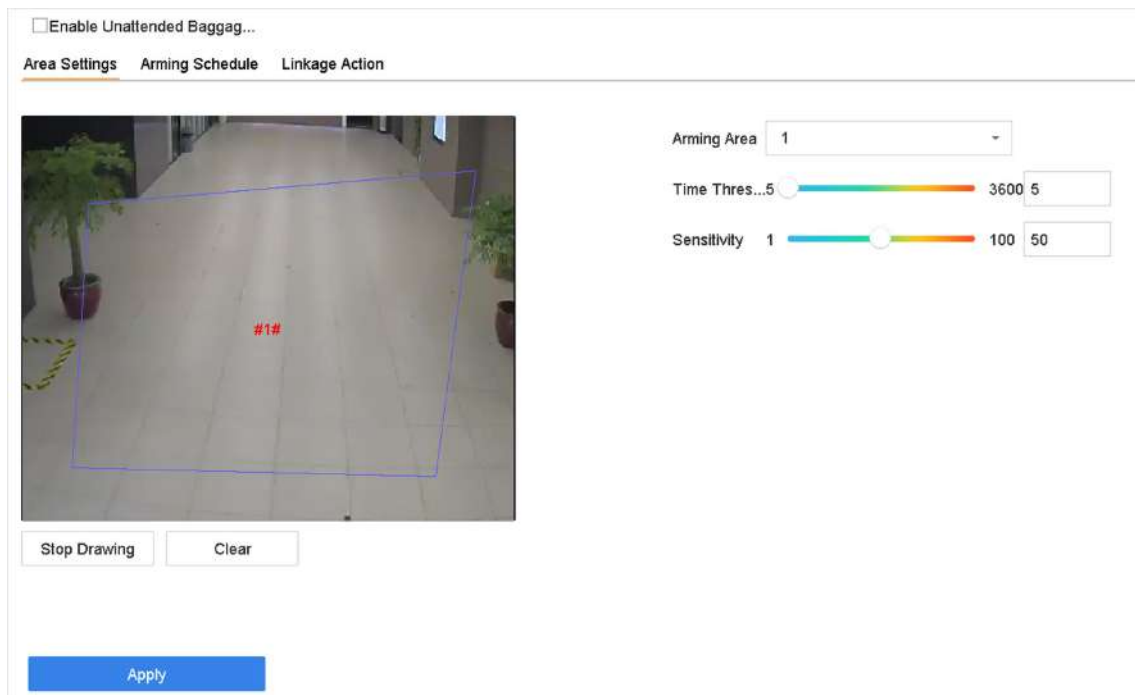 Enable Unattended Baggag...
Area Settings Arming Schedule Linkage Action
Arming Area 1
Time Thres...5 3600 5
Sensitivity 1 100 50
#1#
Stop Drawing Clear
Apply